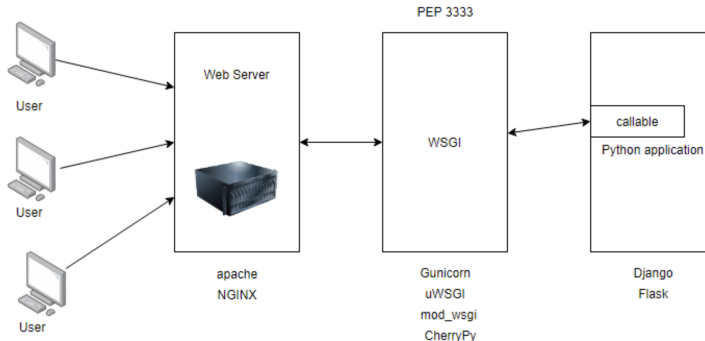 PEP 3333
User
User
User
Web Server
apache
NGINX
WSGI
Gunicorn
uWSGI
mod_wsgi
CherryPy
callable
Python application
Django
Flask